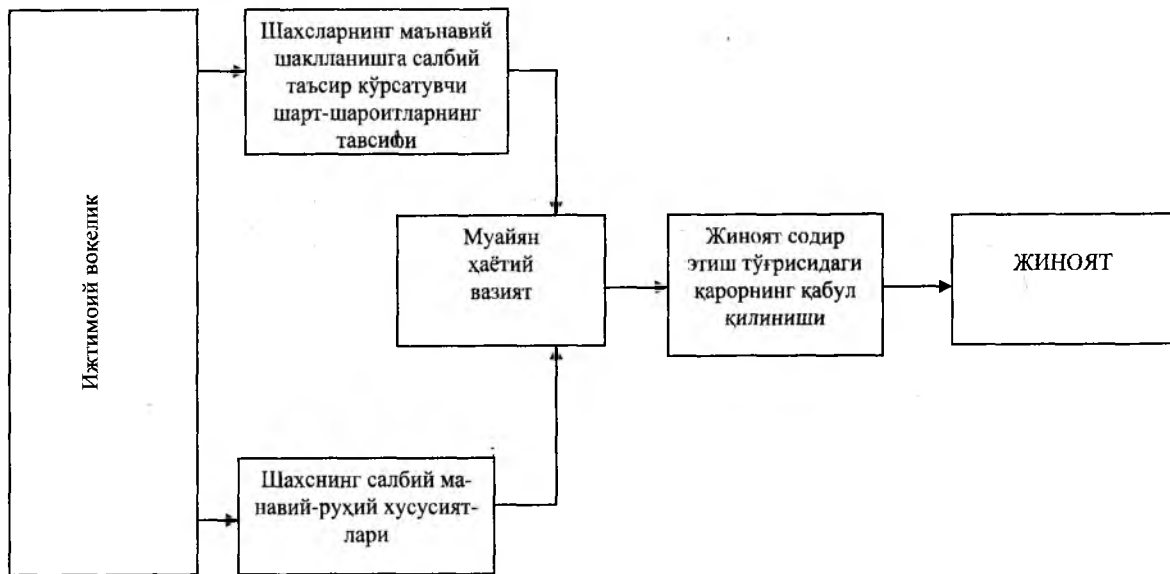 Ижтимоий воқелик
Шахсларнинг маънавий
шаклланишга салбий
таъсир кўрсатувчи
шарт-шароитларнинг
тавсифи
Муайян
ҳаётий
вазият
Жиноят содир
этиш тўғрисидаги
қарорнинг қабул
қилиниши
ЖИНОЯТ
Шахснинг салбий ма-
навий-руҳий хусусият-
лари